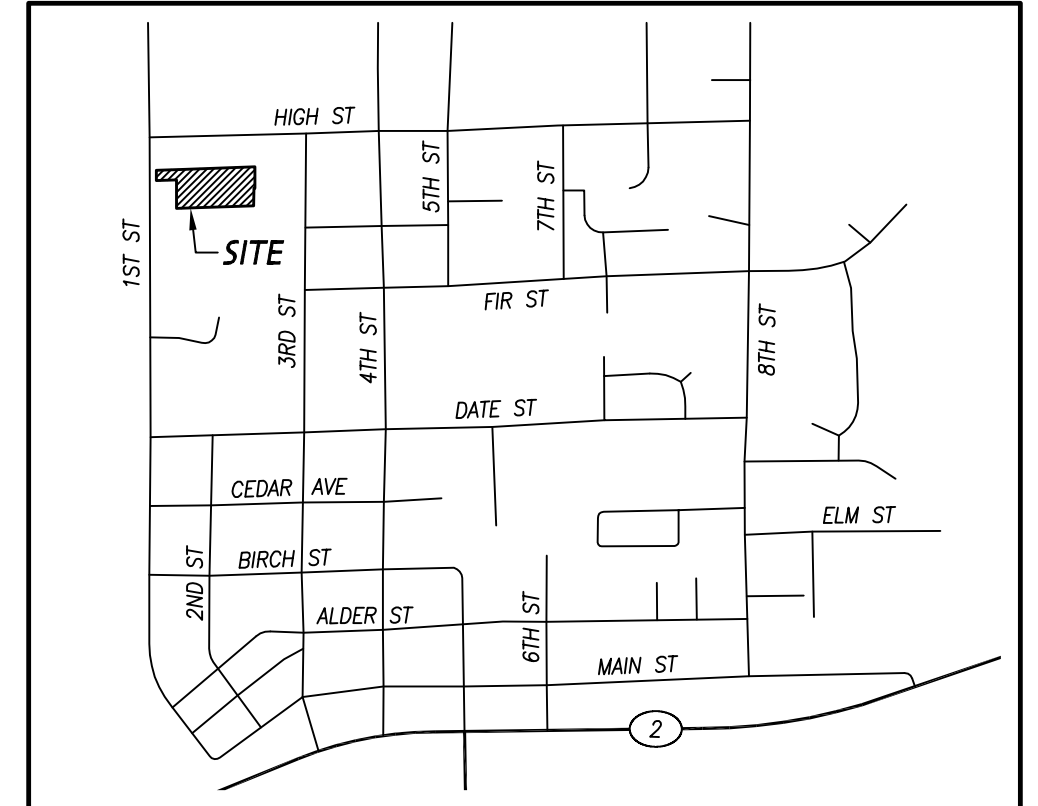 HIGH ST
5TH ST
7TH ST
1ST ST
SITE
3RD ST
4TH ST
FIR ST
8TH ST
DATE ST
CEDAR AVE
ELM ST
2ND ST
BIRCH ST
ALDER ST
6TH ST
MAIN ST
2